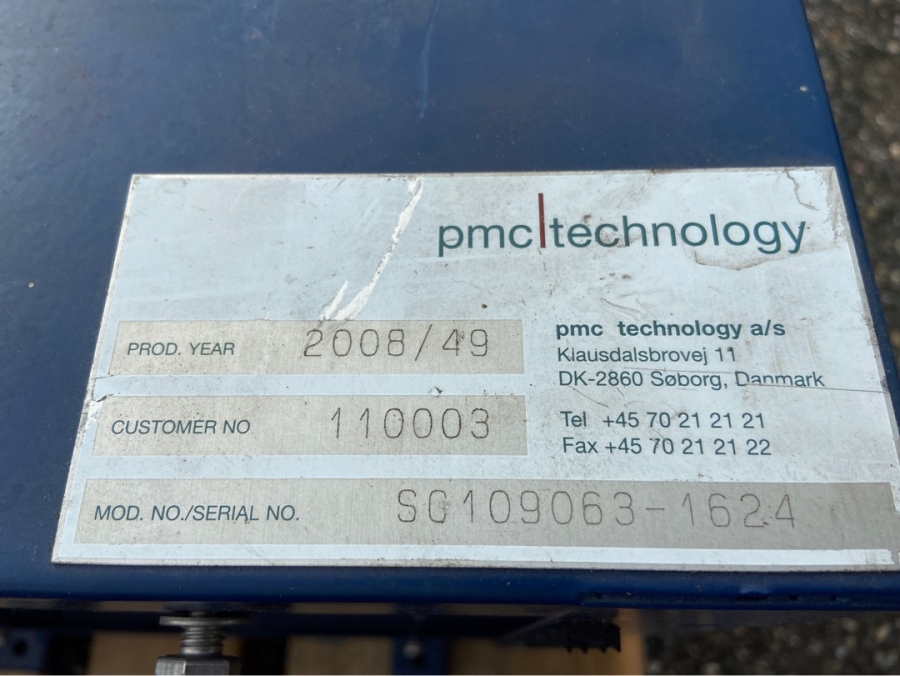 pmc|technology
PROD. YEAR 2008/49
CUSTOMER NO 110003
MOD. NO./SERIAL NO. SC109063-1624
pmc technology a/s
Klausdalsbrovej 11
DK-2860 Søborg, Danmark
Tel +45 70 21 21 21
Fax +45 70 21 21 22